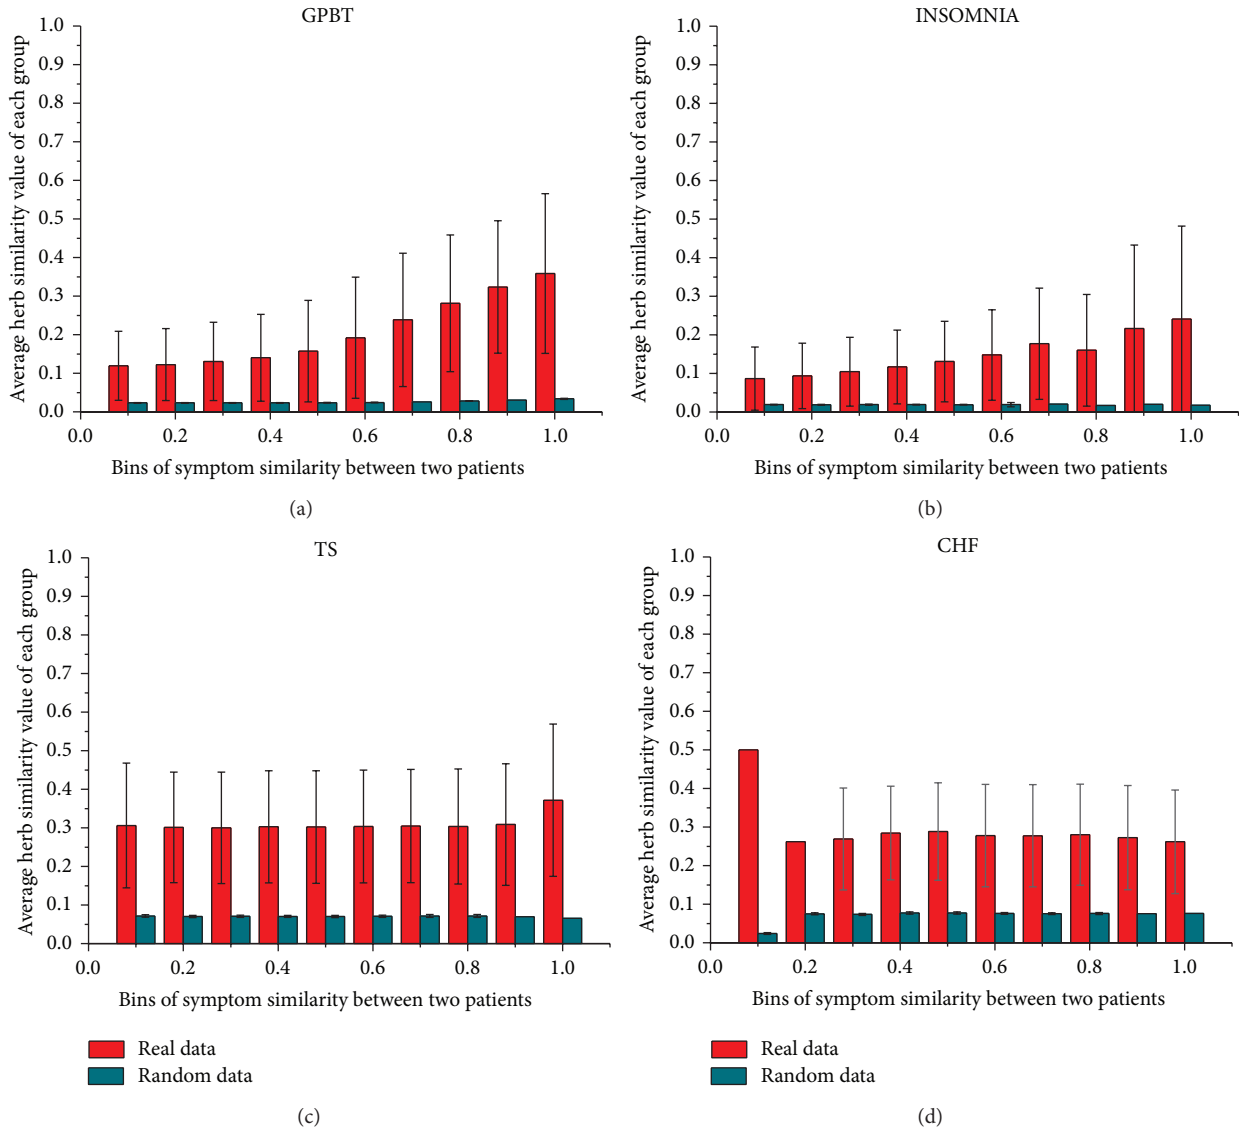 GPBT
Average herb similarity value of each group
1.0
0.9
0.8
0.7
0.6
0.5
0.4
0.3
0.2
0.1
0.0
0.0 0.2 0.4 0.6 0.8 1.0
Bins of symptom similarity between two patients
(a)
INSOMNIA
Average herb similarity value of each group
1.0
0.9
0.8
0.7
0.6
0.5
0.4
0.3
0.2
0.1
0.0
0.0 0.2 0.4 0.6 0.8 1.0
Bins of symptom similarity between two patients
(b)
TS
Average herb similarity value of each group
1.0
0.9
0.8
0.7
0.6
0.5
0.4
0.3
0.2
0.1
0.0
0.0 0.2 0.4 0.6 0.8 1.0
Bins of symptom similarity between two patients
Real data
Random data
(c)
CHF
Average herb similarity value of each group
1.0
0.9
0.8
0.7
0.6
0.5
0.4
0.3
0.2
0.1
0.0
0.0 0.2 0.4 0.6 0.8 1.0
Bins of symptom similarity between two patients
Real data
Random data
(d)